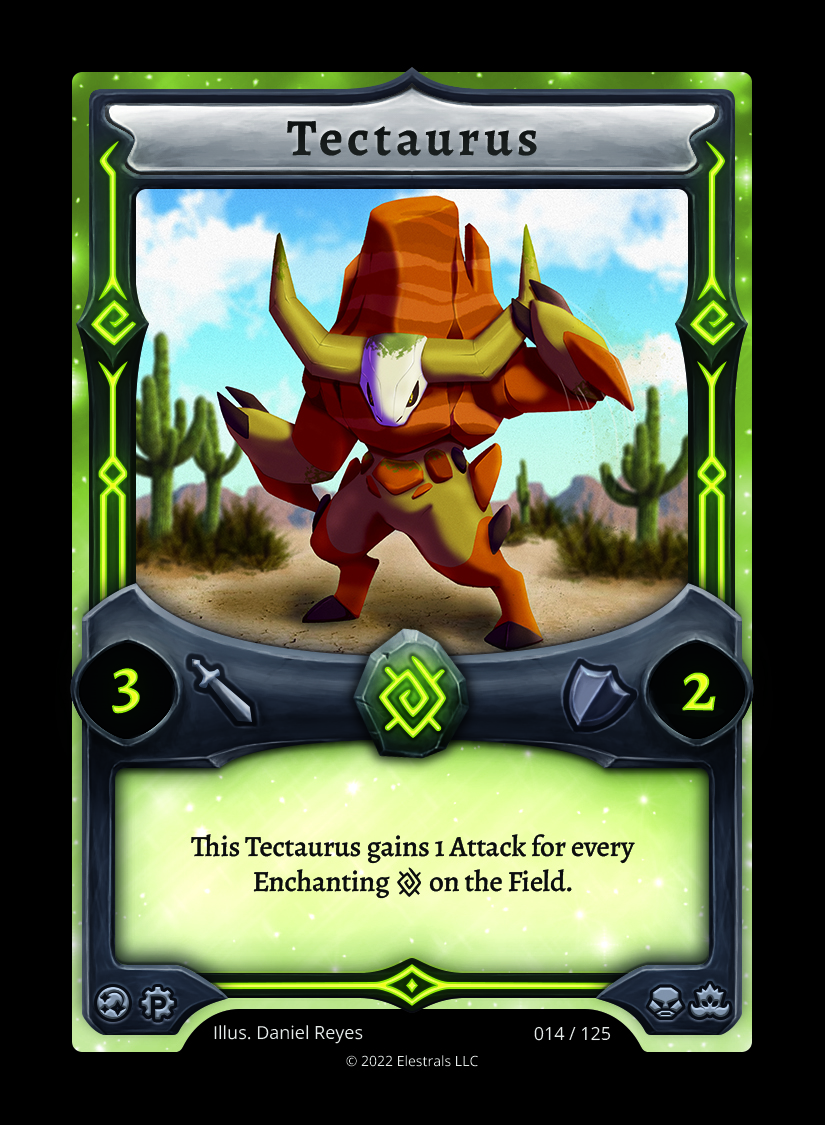 Tectaurus
3
2
This Tectaurus gains 1 Attack for every
Enchanting on the Field.
P
Illus. Daniel Reyes
014 / 125
© 2022 Elestrals LLC